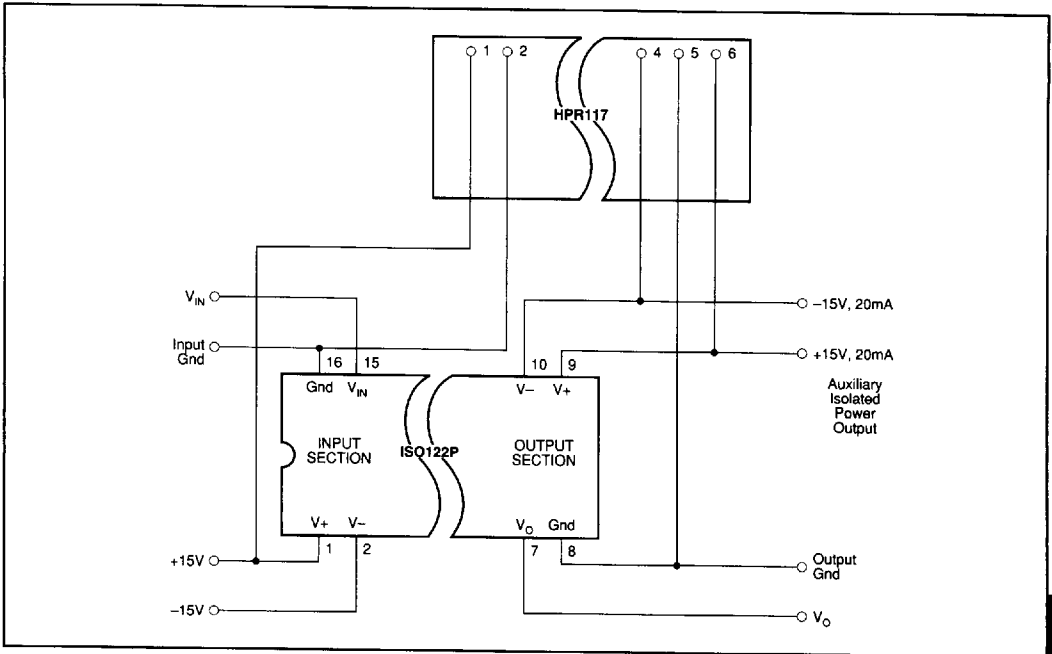 1 2 4 5 6
HPR117
V_IN
Input
Gnd
16 15
Gnd V_IN
10 9
V– V+
–15V, 20mA
+15V, 20mA
Auxiliary
Isolated
Power
Output
INPUT
SECTION
ISO122P
OUTPUT
SECTION
V+ V–
1 2
V_O Gnd
7 8
+15V
–15V
Output
Gnd
V_O